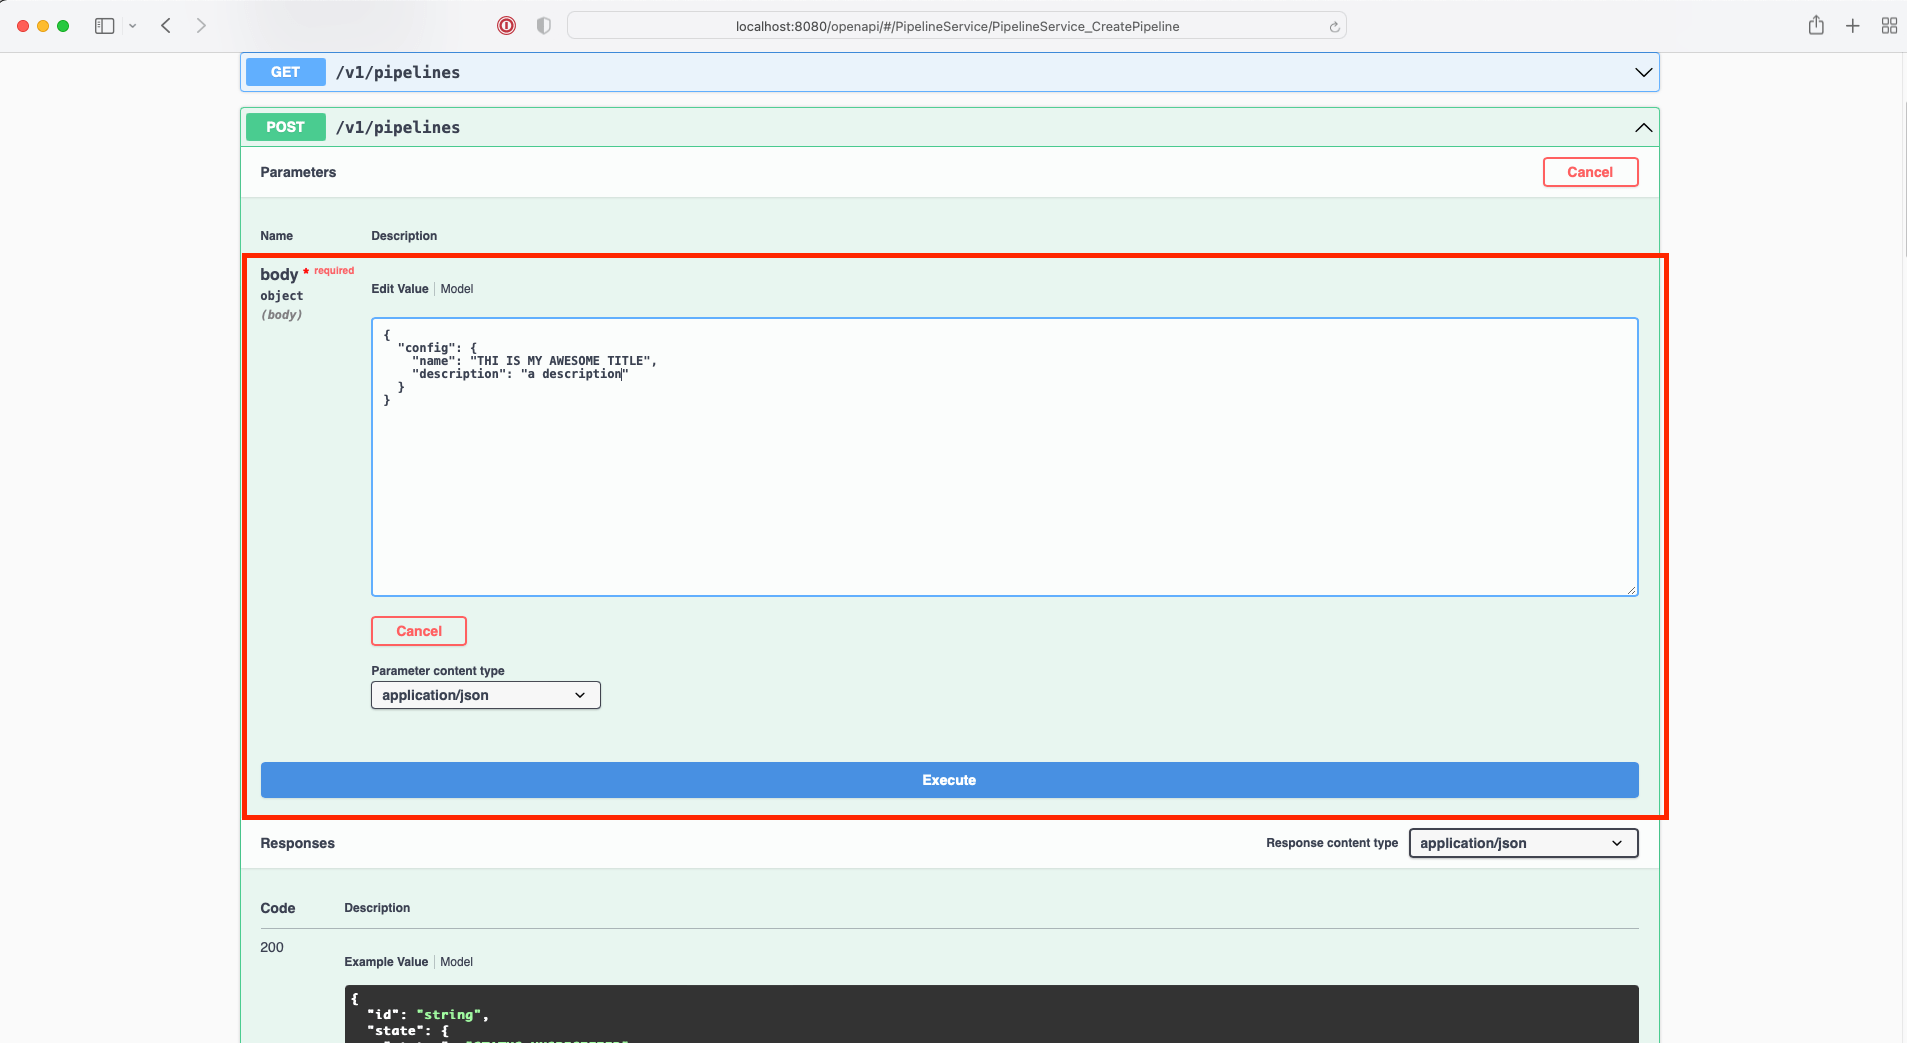 localhost:8080/openapi/#/PipelineService/PipelineService_CreatePipeline
GET /v1/pipelines
POST /v1/pipelines
Parameters Cancel
Name Description
body * required
object
(body)
Edit Value Model
{
  "config": {
    "name": "THI IS MY AWESOME TITLE",
    "description": "a description"
  }
}
Cancel
Parameter content type
application/json
Execute
Responses Response content type application/json
Code Description
200
Example Value Model
{
  "id": "string",
  "state": {